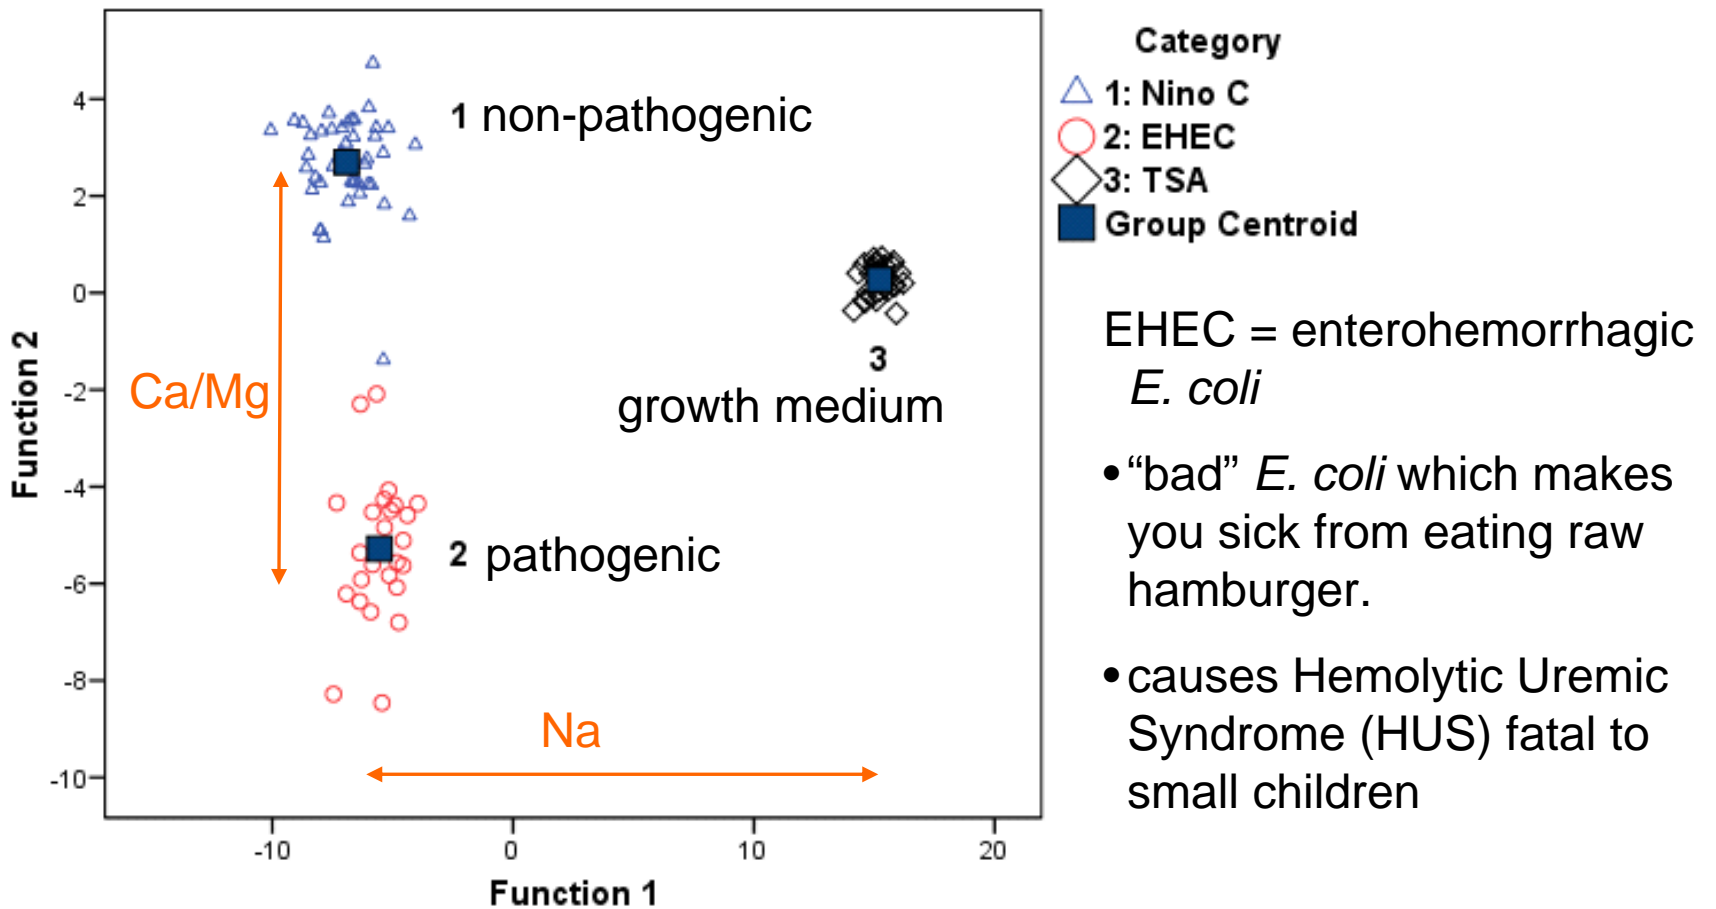 Category
1: Nino C
2: EHEC
3: TSA
Group Centroid
1 non-pathogenic
2 pathogenic
3
growth medium
Ca/Mg
Na
4
2
0
-2
-4
-6
-8
-10
Function 2
-10
0
10
20
Function 1
EHEC = enterohemorrhagic
E. coli
•“bad” E. coli which makes
you sick from eating raw
hamburger.
•causes Hemolytic Uremic
Syndrome (HUS) fatal to
small children